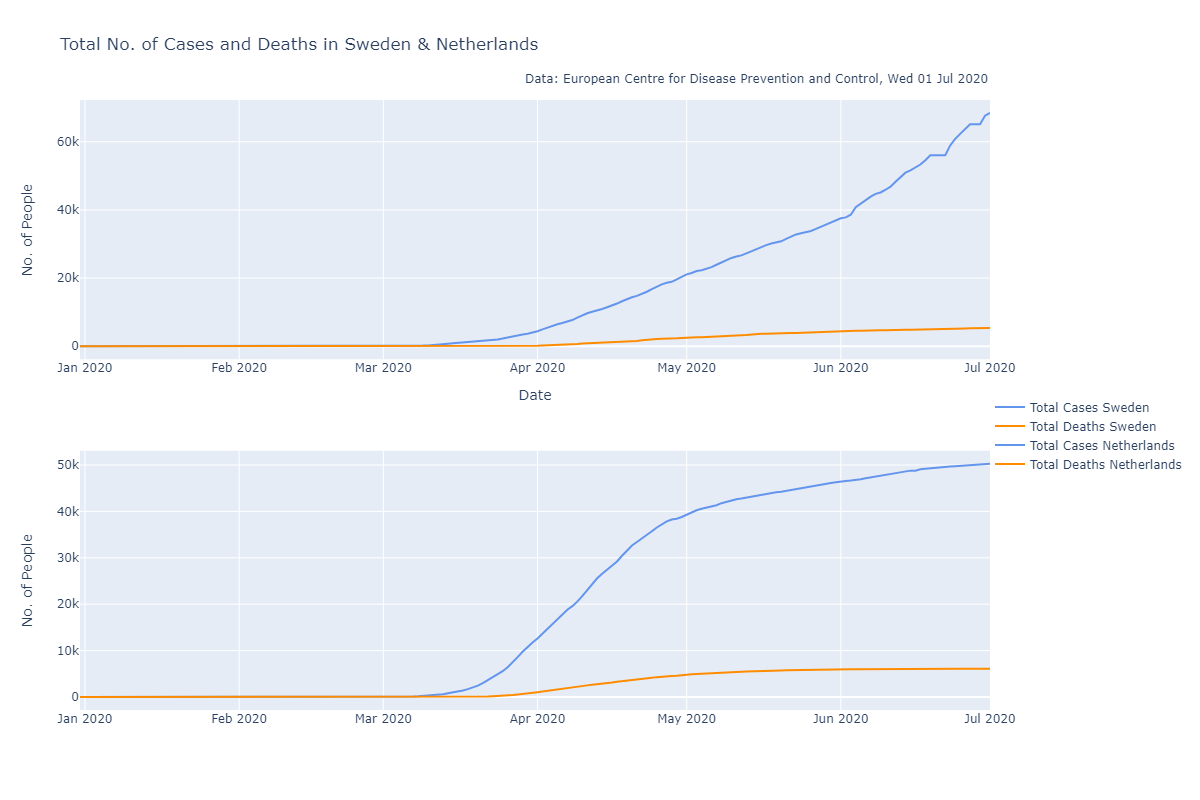 Total No. of Cases and Deaths in Sweden & Netherlands
Data: European Centre for Disease Prevention and Control, Wed 01 Jul 2020
No. of People
60k
40k
20k
0
Jan 2020 Feb 2020 Mar 2020 Apr 2020 May 2020 Jun 2020 Jul 2020
Date
Total Cases Sweden
Total Deaths Sweden
Total Cases Netherlands
Total Deaths Netherlands
No. of People
50k
40k
30k
20k
10k
0
Jan 2020 Feb 2020 Mar 2020 Apr 2020 May 2020 Jun 2020 Jul 2020